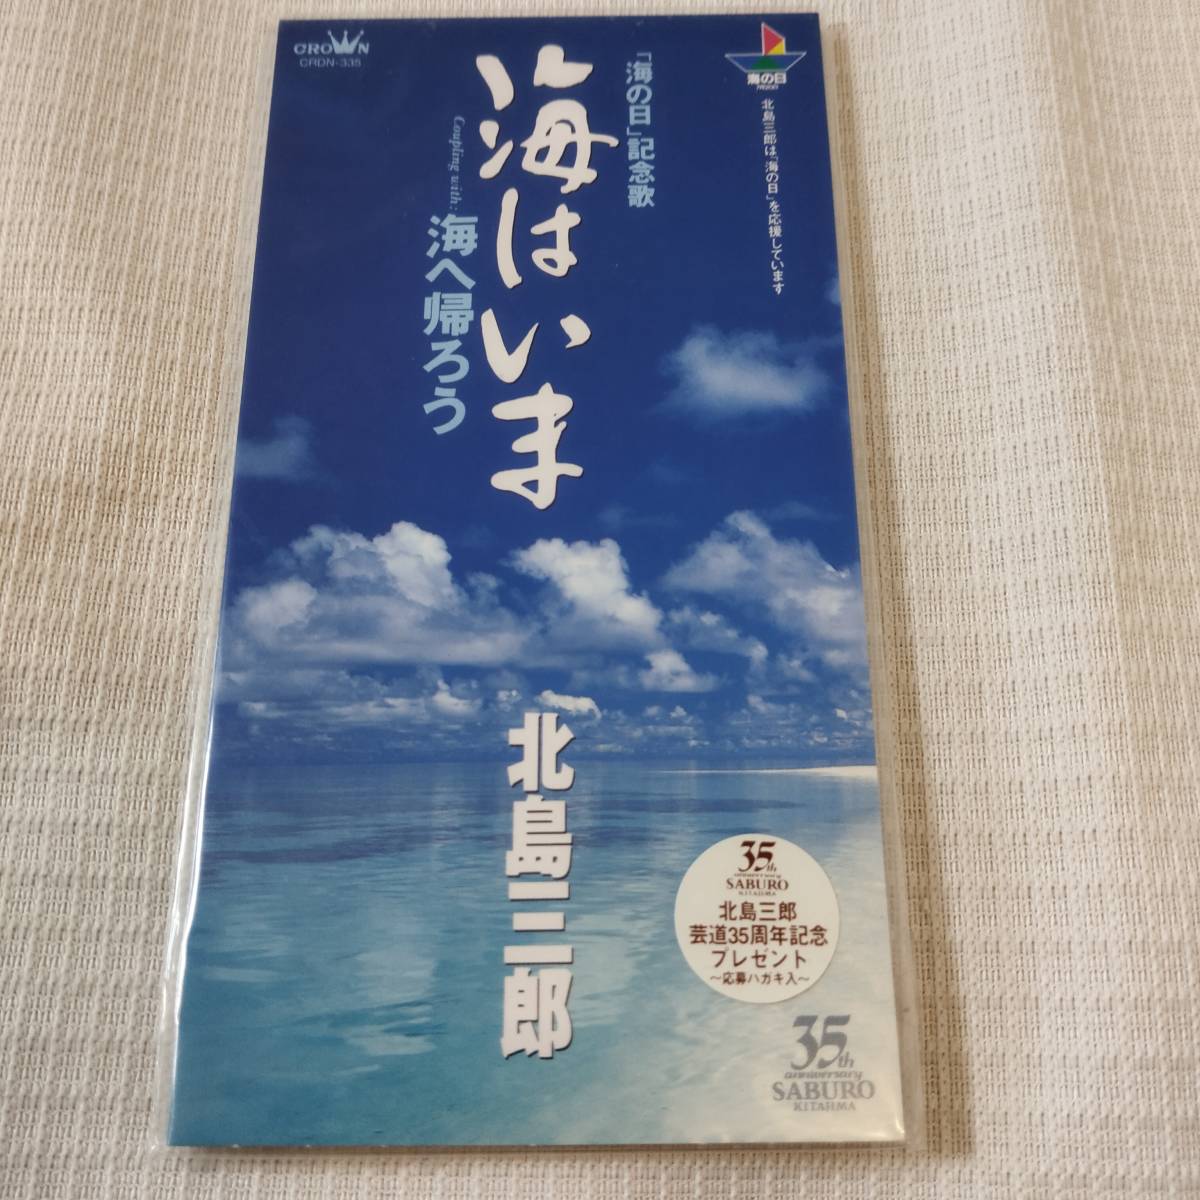 CROWN
CRDN-335
海の日
北島三郎は「海の日」を応援しています
「海の日」記念歌
海はいま
Coupling with:
海へ帰ろう
北島三郎
35th
anniversary
SABURO
KITAJIMA
北島三郎
芸道35周年記念
プレゼント
～応募ハガキ入～
35th
anniversary
SABURO
KITAJIMA